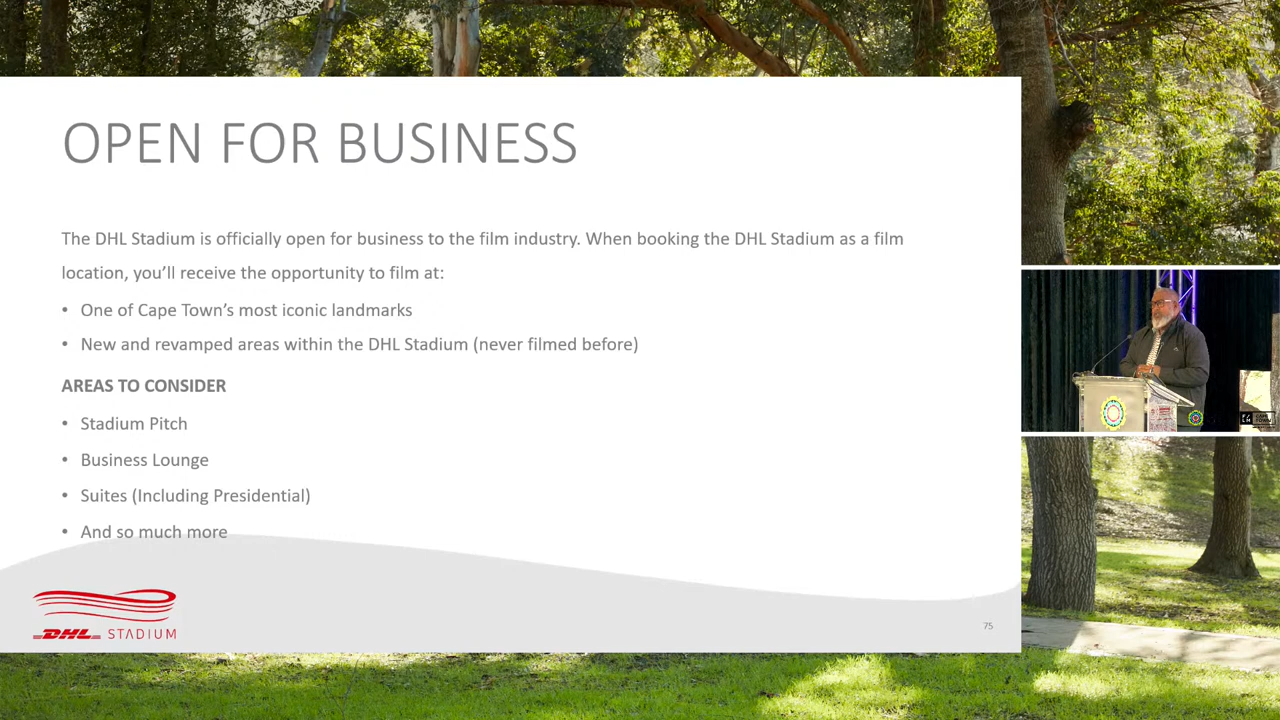 OPEN FOR BUSINESS
The DHL Stadium is officially open for business to the film industry. When booking the DHL Stadium as a film
location, you’ll receive the opportunity to film at:
• One of Cape Town’s most iconic landmarks
• New and revamped areas within the DHL Stadium (never filmed before)
AREAS TO CONSIDER
• Stadium Pitch
• Business Lounge
• Suites (Including Presidential)
• And so much more
DHL STADIUM
75